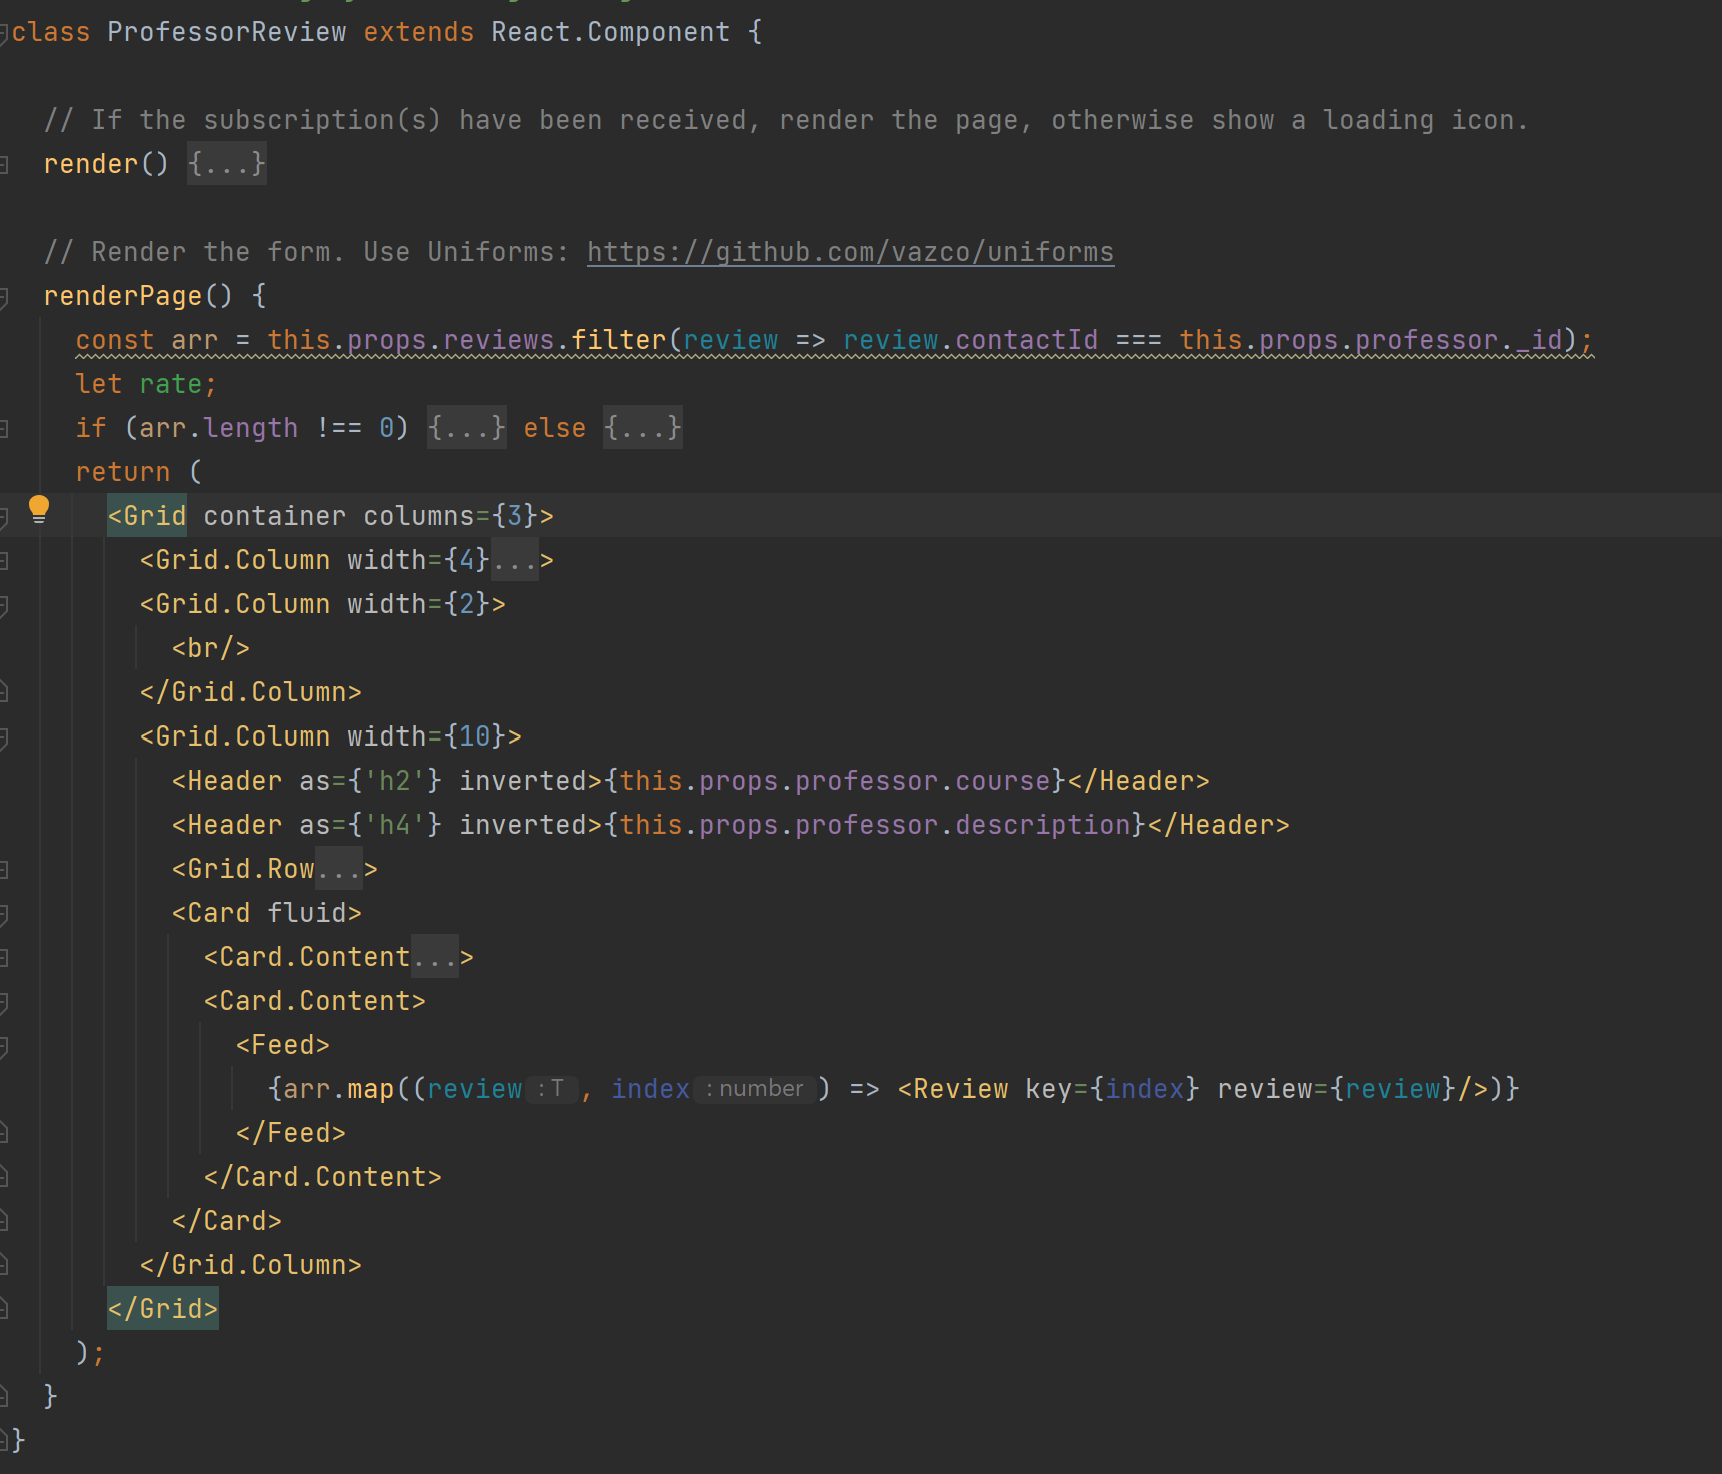 class ProfessorReview extends React.Component {
// If the subscription(s) have been received, render the page, otherwise show a loading icon.
render() {...}
// Render the form. Use Uniforms: https://github.com/vazco/uniforms
renderPage() {
const arr = this.props.reviews.filter(review => review.contactId === this.props.professor._id);
let rate;
if (arr.length !== 0) {...} else {...}
return (
<Grid container columns={3}>
<Grid.Column width={4}...>
<Grid.Column width={2}>
<br/>
</Grid.Column>
<Grid.Column width={10}>
<Header as={'h2'} inverted>{this.props.professor.course}</Header>
<Header as={'h4'} inverted>{this.props.professor.description}</Header>
<Grid.Row...>
<Card fluid>
<Card.Content...>
<Card.Content>
<Feed>
{arr.map((review : T , index : number ) => <Review key={index} review={review}/>)}
</Feed>
</Card.Content>
</Card>
</Grid.Column>
</Grid>
);
}
}